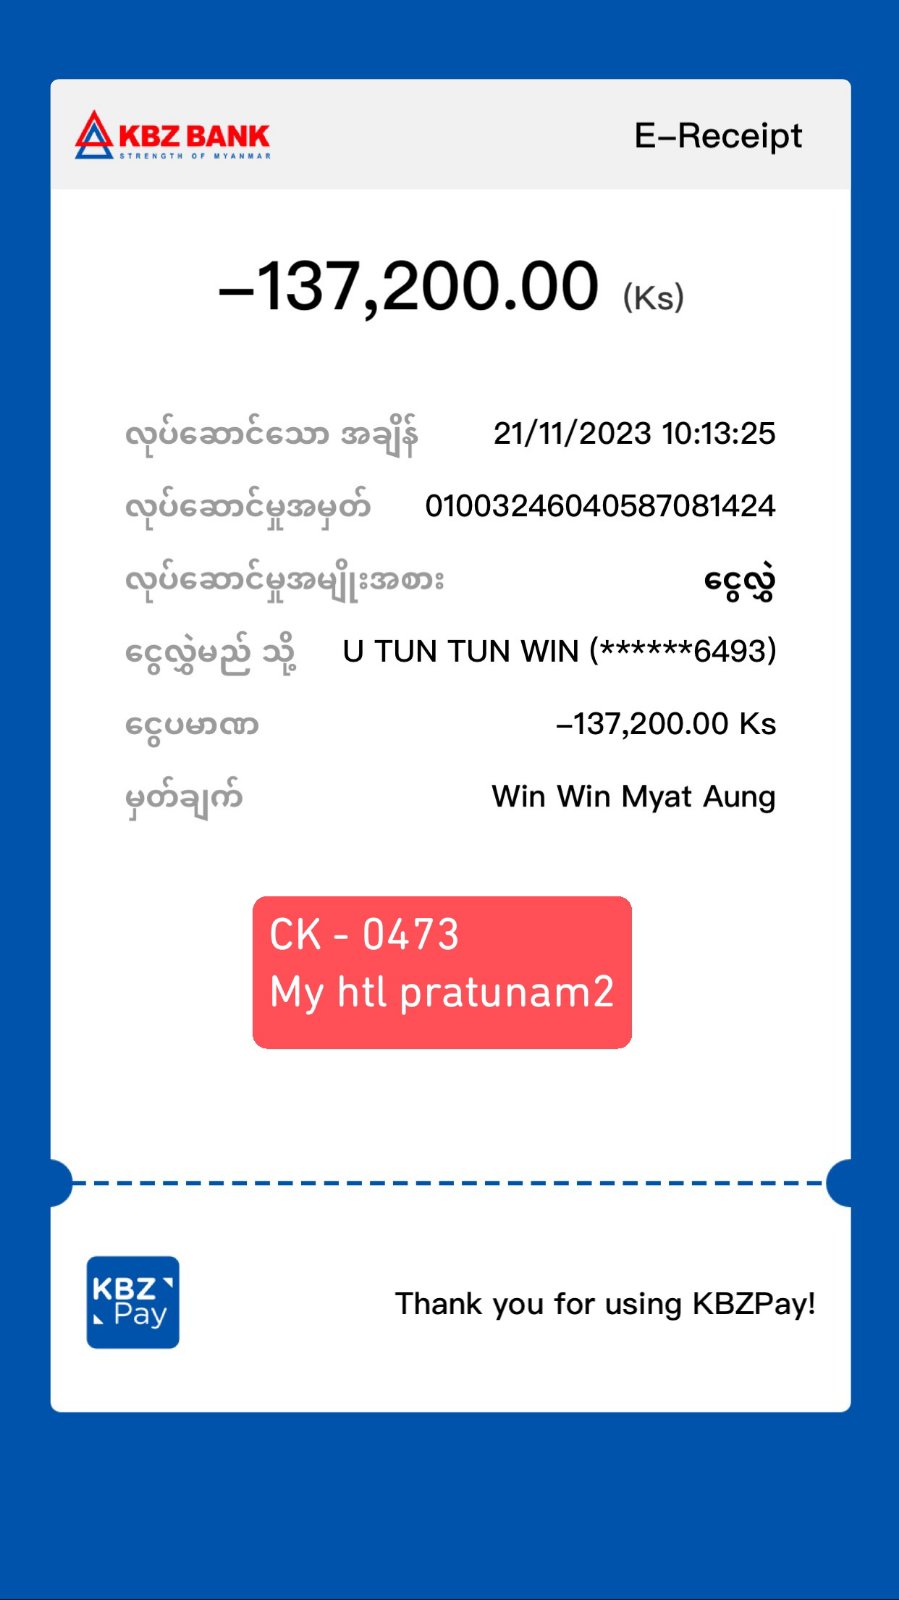 KBZ BANK
STRENGTH OF MYANMAR
E-Receipt
-137,200.00 (Ks)
လုပ်ဆောင်သော အချိန် 21/11/2023 10:13:25
လုပ်ဆောင်မှုအမှတ် 01003246040587081424
လုပ်ဆောင်မှုအမျိုးအစား ငွေလွှဲ
ငွေလွှဲမည် သို့ U TUN TUN WIN (******6493)
ငွေပမာဏ -137,200.00 Ks
မှတ်ချက် Win Win Myat Aung
CK - 0473
My htl pratunam2
KBZ
Pay
Thank you for using KBZPay!